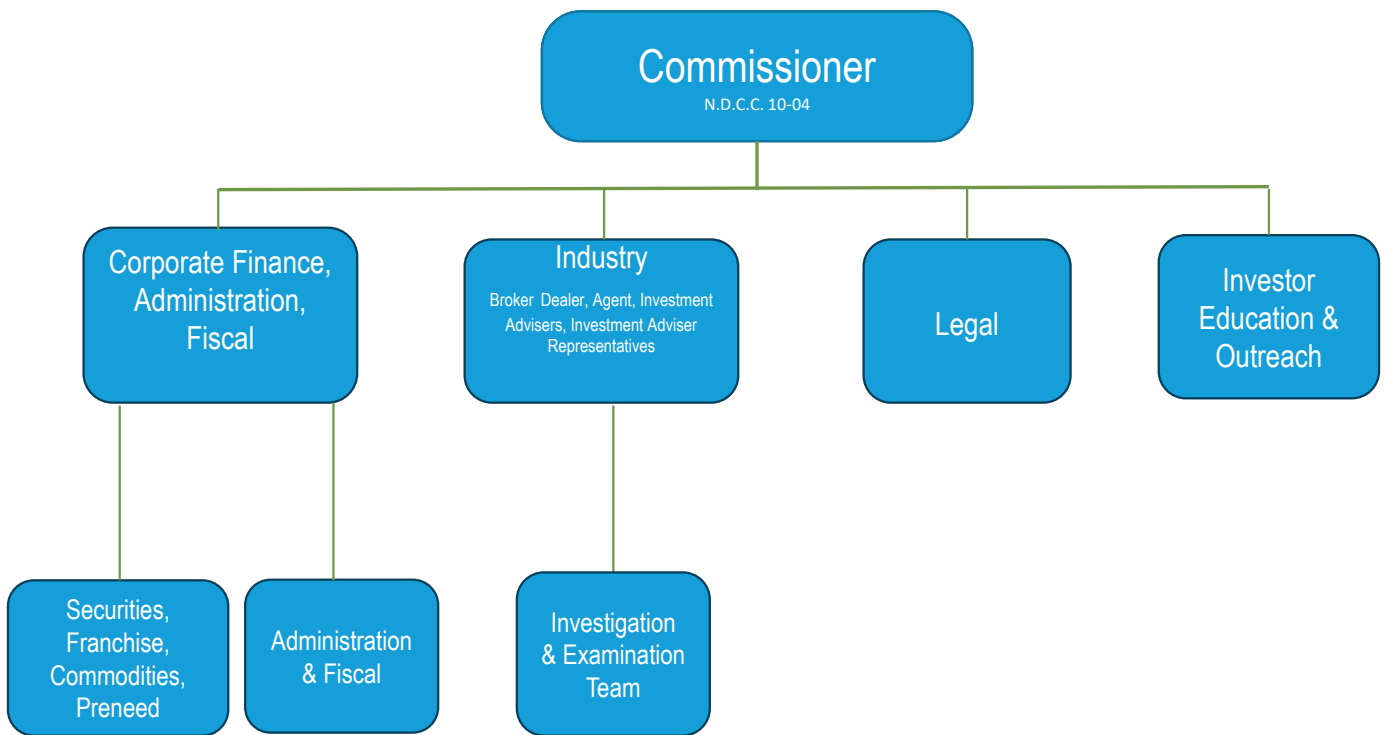 Commissioner
N.D.C.C. 10-04
Corporate Finance,
Administration,
Fiscal
Industry
Broker Dealer, Agent, Investment
Advisers, Investment Adviser
Representatives
Legal
Investor
Education &
Outreach
Securities,
Franchise,
Commodities,
Preneed
Administration
& Fiscal
Investigation
& Examination
Team